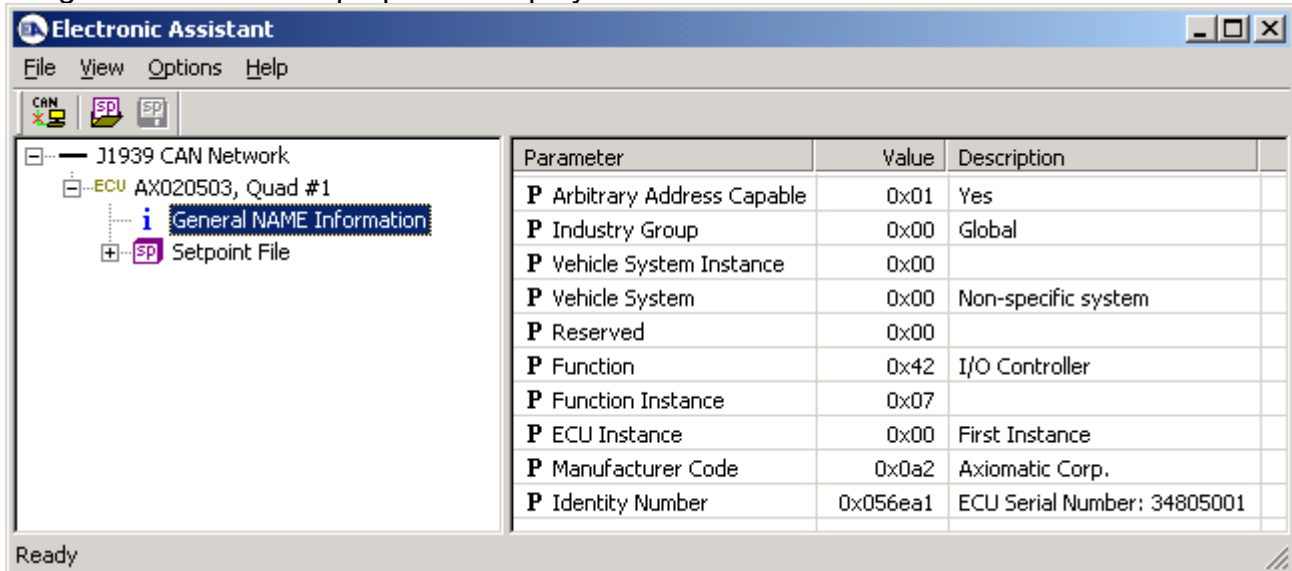 Electronic Assistant
File View Options Help
CAN SP SP
J1939 CAN Network
ECU AX020503, Quad #1
i General NAME Information
SP Setpoint File
Parameter Value Description
P Arbitrary Address Capable 0x01 Yes
P Industry Group 0x00 Global
P Vehicle System Instance 0x00
P Vehicle System 0x00 Non-specific system
P Reserved 0x00
P Function 0x42 I/O Controller
P Function Instance 0x07
P ECU Instance 0x00 First Instance
P Manufacturer Code 0x0a2 Axiomatic Corp.
P Identity Number 0x056ea1 ECU Serial Number: 34805001
Ready